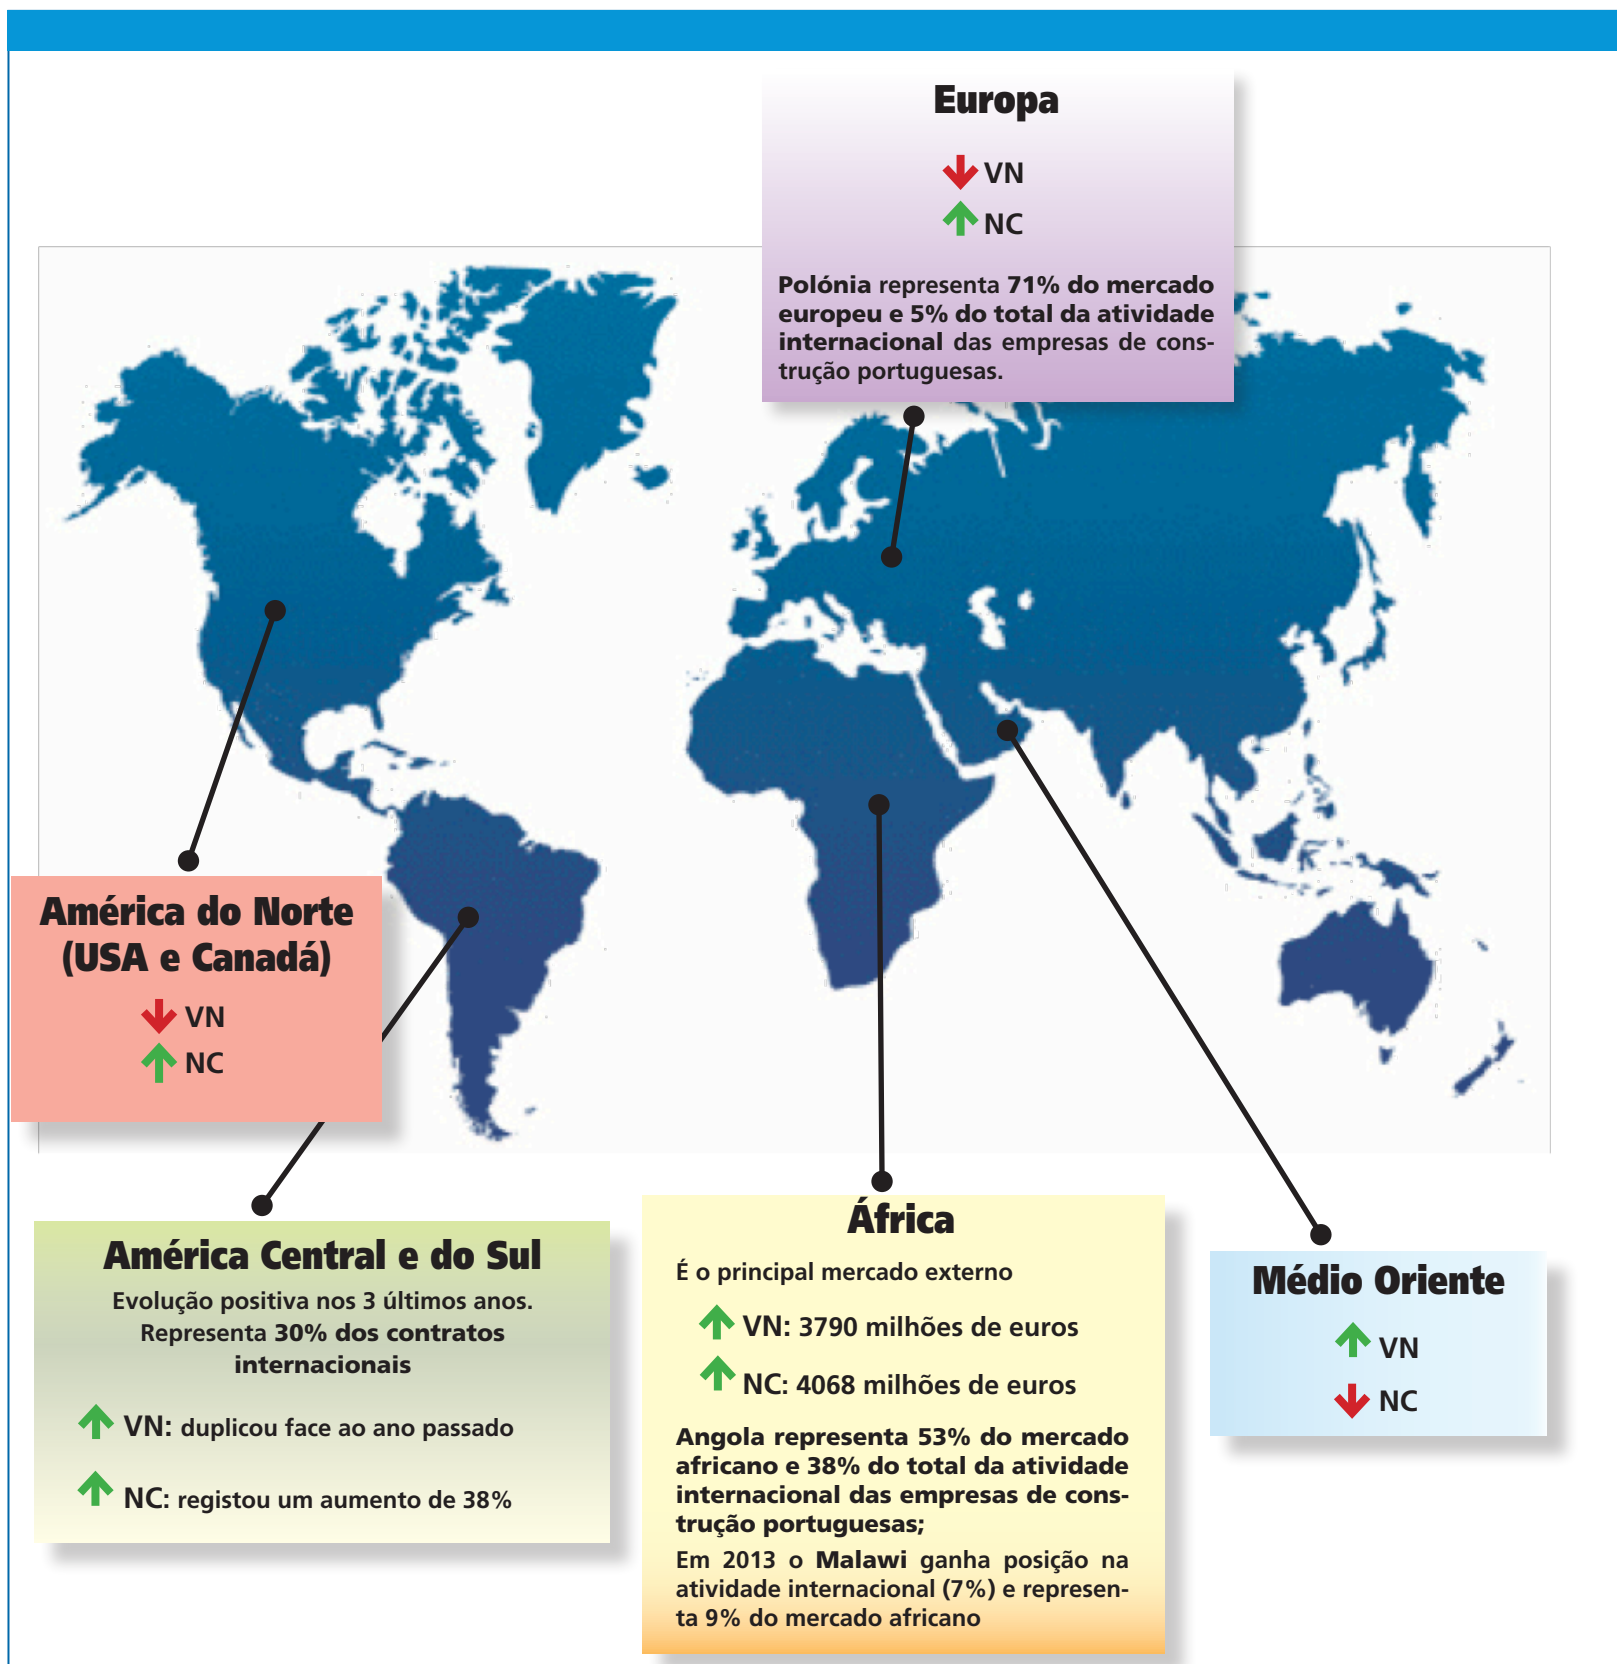 Europa
VN
NC
Polónia representa 71% do mercado
europeu e 5% do total da atividade
internacional das empresas de cons-
trução portuguesas.
América do Norte
(USA e Canadá)
VN
NC
América Central e do Sul
Evolução positiva nos 3 últimos anos.
Representa 30% dos contratos
internacionais
VN: duplicou face ao ano passado
NC: registou um aumento de 38%
África
É o principal mercado externo
VN: 3790 milhões de euros
NC: 4068 milhões de euros
Angola representa 53% do mercado
africano e 38% do total da atividade
internacional das empresas de cons-
trução portuguesas;
Em 2013 o Malawi ganha posição na
atividade internacional (7%) e represen-
ta 9% do mercado africano
Médio Oriente
VN
NC